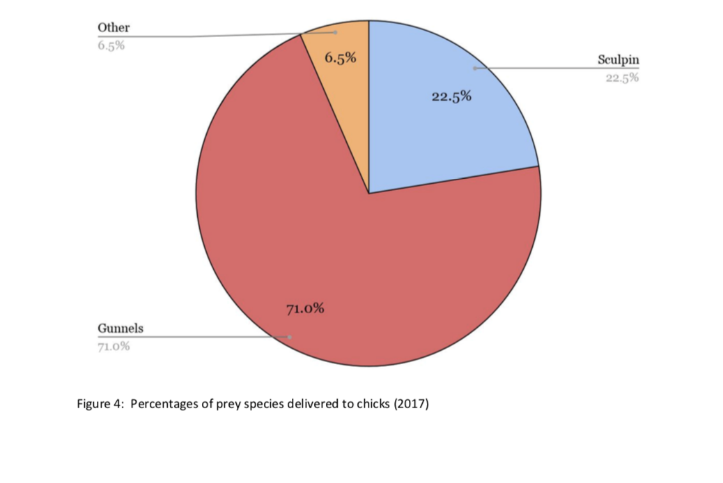 Other
6.5%
6.5%
Sculpin
22.5%
22.5%
71.0%
Gunnels
71.0%
Figure 4: Percentages of prey species delivered to chicks (2017)